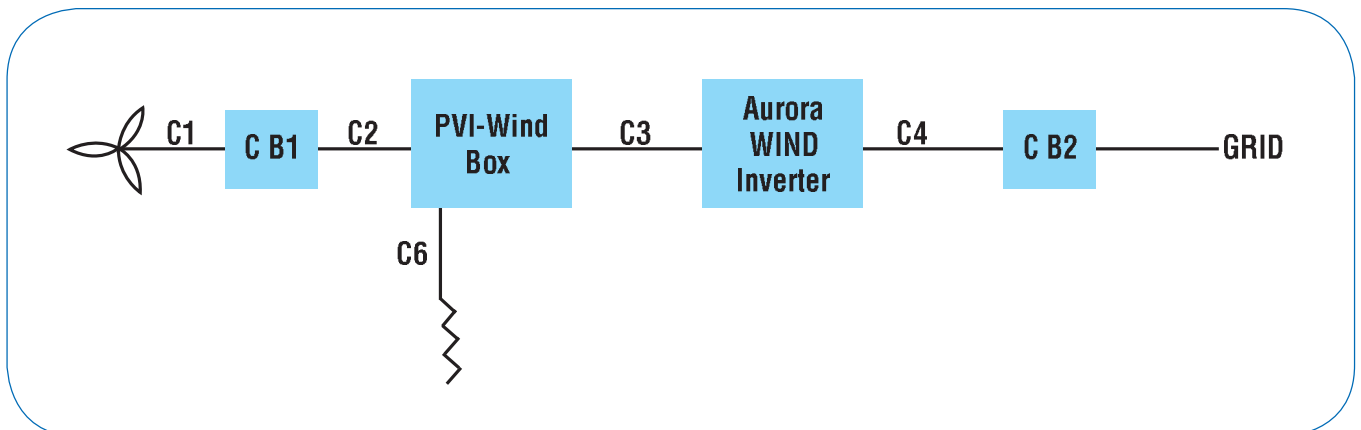 C1
C B1
C2
PVI-Wind
Box
C3
Aurora
WIND
Inverter
C4
C B2
GRID
C6